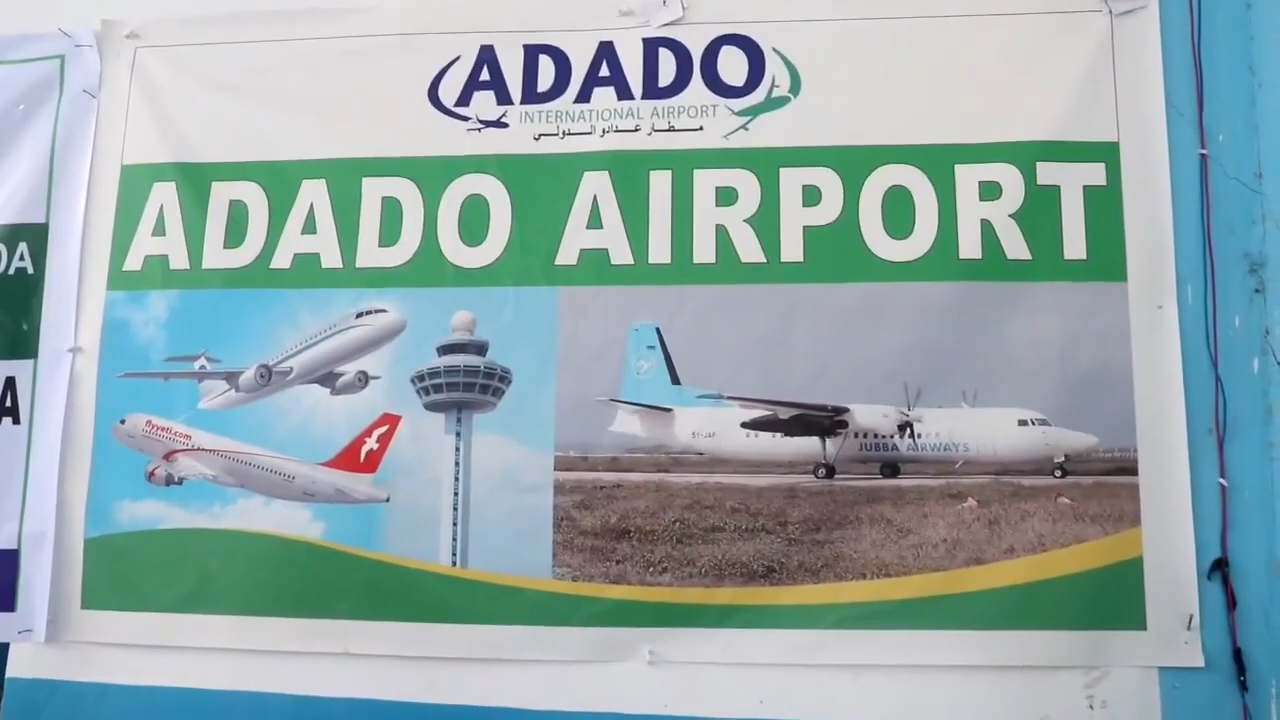 ADADO
INTERNATIONAL AIRPORT
مطار عدادو الدولي
ADADO AIRPORT
flyyeti.com
5Y-JAF
JUBBA AIRWAYS
DA
A